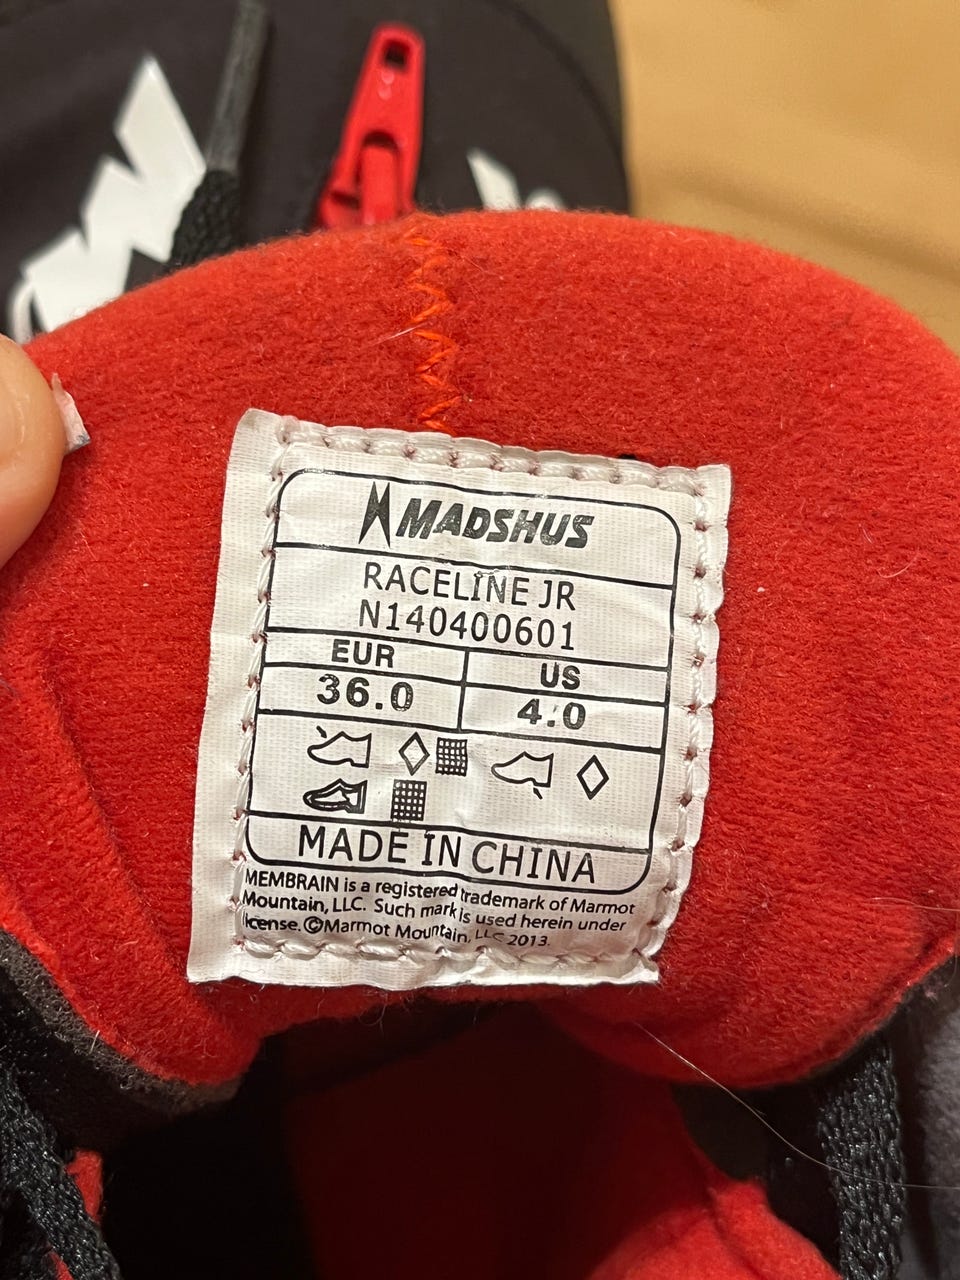 MADSHUS
RACELINE JR
N140400601
EUR US
36.0 4.0
MADE IN CHINA
MEMBRAIN is a registered trademark of Marmot
Mountain, LLC. Such mark is used herein under
license. ©Marmot Mountain, LLC 2013.